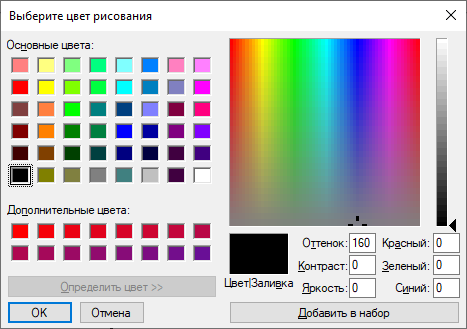 Выберите цвет рисования
Основные цвета:
Дополнительные цвета:
Определить цвет >>
OK
Отмена
Цвет|Заливка
Оттенок: 160
Контраст: 0
Яркость: 0
Красный: 0
Зеленый: 0
Синий: 0
Добавить в набор